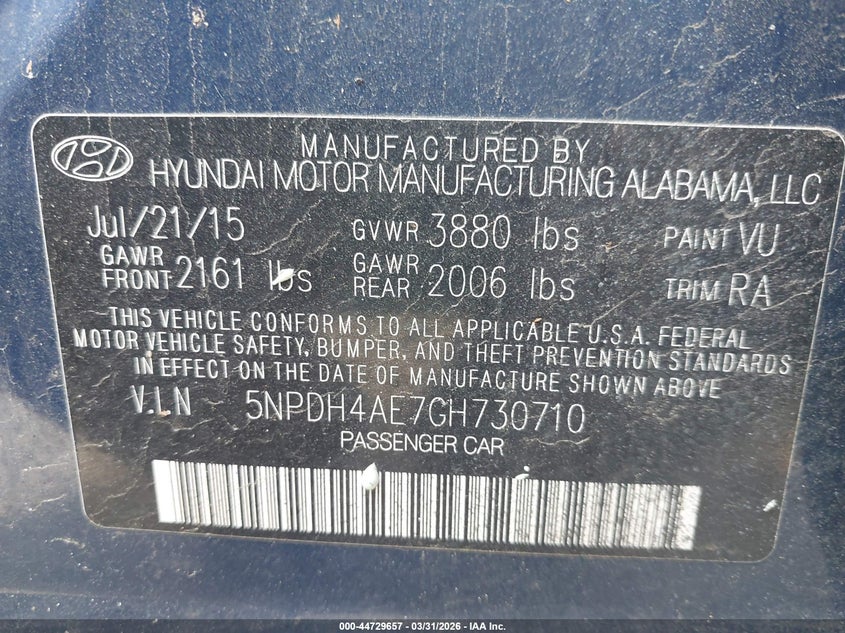 MANUFACTURED BY
HYUNDAI MOTOR MANUFACTURING ALABAMA, LLC
Jul/21/15 GVWR 3880 lbs PAINT VU
GAWR FRONT 2161 lbs GAWR REAR 2006 lbs TRIM RA
THIS VEHICLE CONFORMS TO ALL APPLICABLE U.S.A. FEDERAL
MOTOR VEHICLE SAFETY, BUMPER, AND THEFT PREVENTION STANDARDS
IN EFFECT ON THE DATE OF MANUFACTURE SHOWN ABOVE
V.I.N 5NPDH4AE7GH730710
PASSENGER CAR
000-44729657 - 03/31/2026 - IAA Inc.